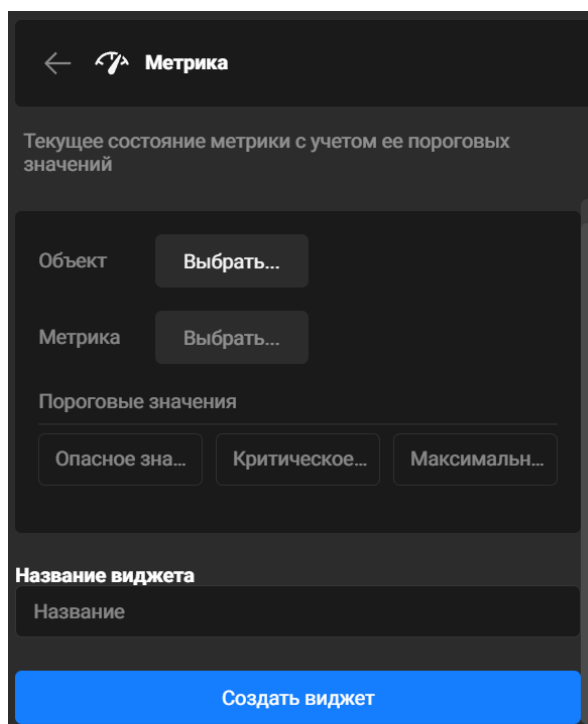 Метрика
Текущее состояние метрики с учетом ее пороговых
значений
Объект Выбрать...
Метрика Выбрать...
Пороговые значения
Опасное зна... Критическое... Максимальн...
Название виджета
Название
Создать виджет